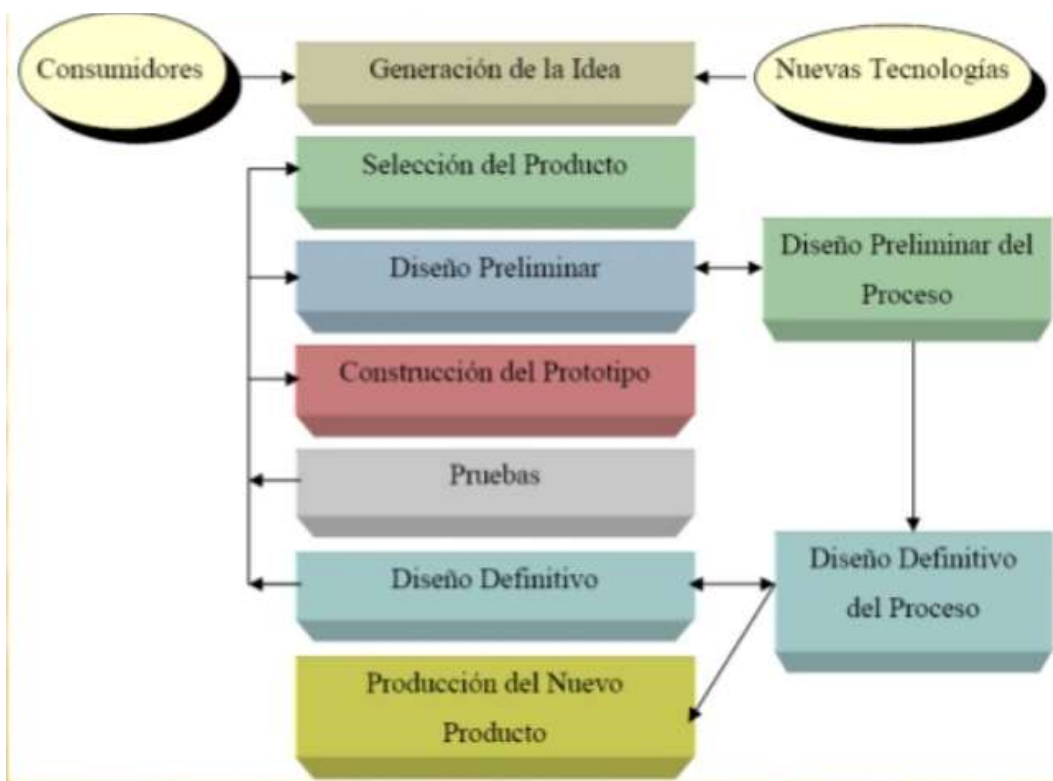 Consumidores
Generación de la Idea
Nuevas Tecnologías
Selección del Producto
Diseño Preliminar
Diseño Preliminar del
Proceso
Construcción del Prototipo
Pruebas
Diseño Definitivo
Diseño Definitivo
del Proceso
Producción del Nuevo
Producto